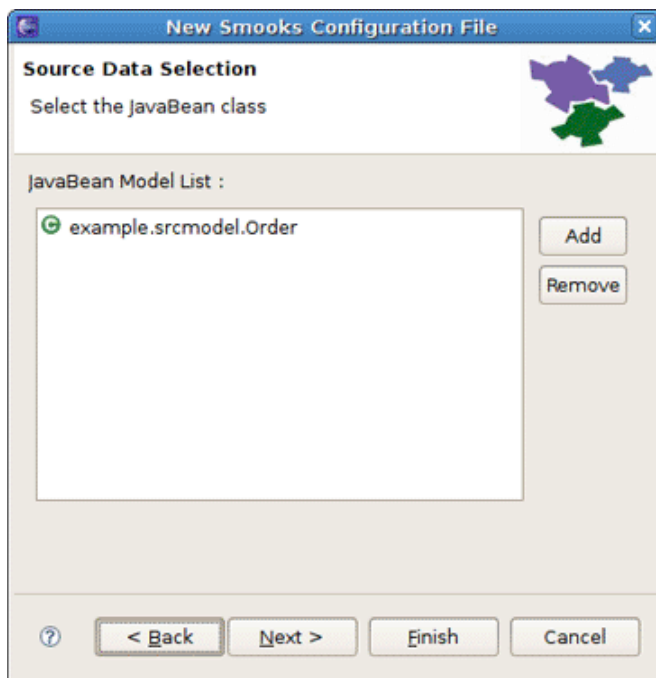 New Smooks Configuration File
Source Data Selection
Select the JavaBean class
JavaBean Model List :
example.srcmodel.Order
Add
Remove
< Back
Next >
Finish
Cancel